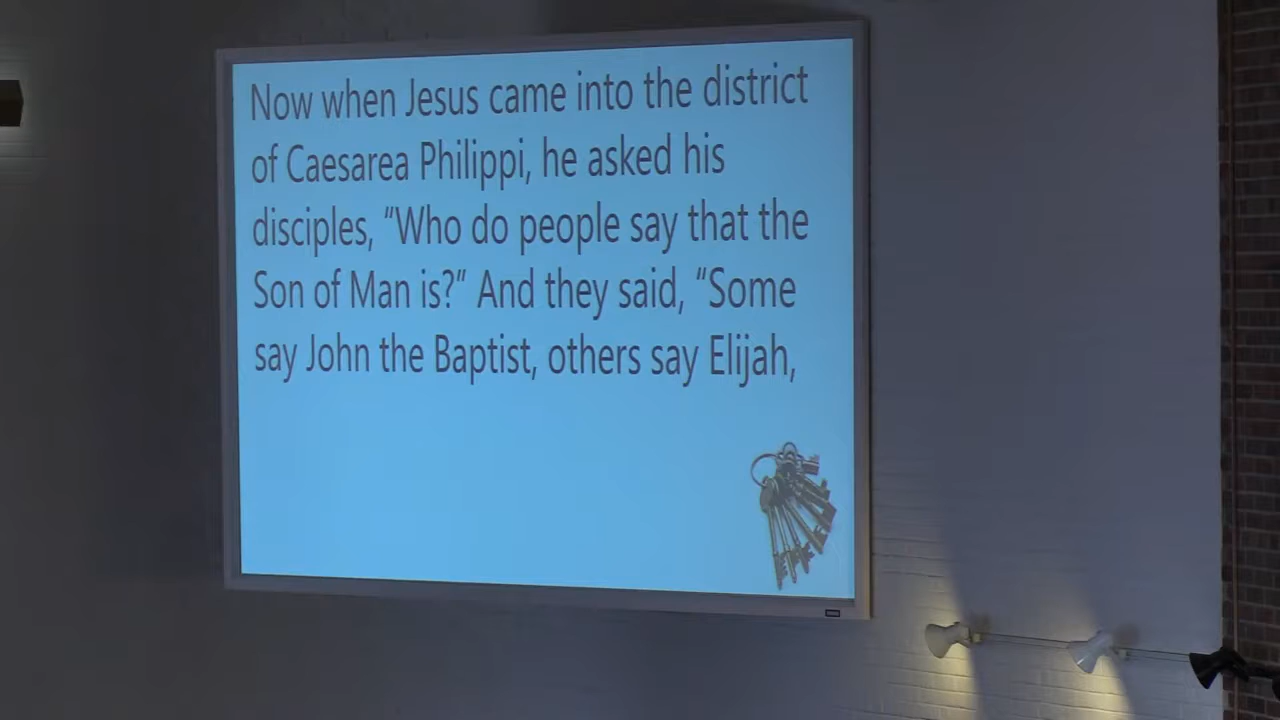 Now when Jesus came into the district
of Caesarea Philippi, he asked his
disciples, “Who do people say that the
Son of Man is?” And they said, “Some
say John the Baptist, others say Elijah,